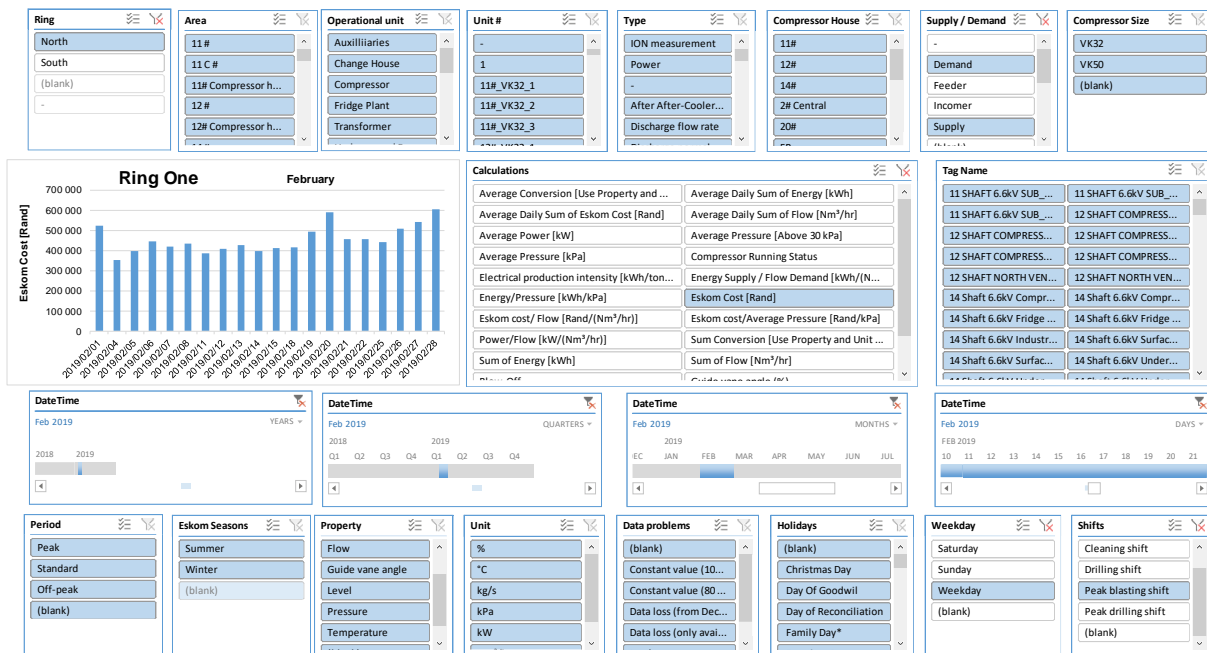 Ring
North
South
(blank)
-
Area
11 #
11 C #
11# Compressor h...
12 #
12# Compressor h...
Operational unit
Auxilliiaries
Change House
Compressor
Fridge Plant
Transformer
Unit #
-
1
11#_VK32_1
11#_VK32_2
11#_VK32_3
Type
ION measurement
Power
-
After After-Cooler...
Discharge flow rate
Compressor House
11#
12#
14#
2# Central
20#
Supply / Demand
-
Demand
Feeder
Incomer
Supply
(blank)
Compressor Size
VK32
VK50
(blank)
Ring One
February
Eskom Cost [Rand]
700 000
600 000
500 000
400 000
300 000
200 000
100 000
0
2019/02/01
2019/02/04
2019/02/05
2019/02/06
2019/02/07
2019/02/08
2019/02/11
2019/02/12
2019/02/13
2019/02/14
2019/02/15
2019/02/18
2019/02/19
2019/02/20
2019/02/21
2019/02/22
2019/02/25
2019/02/26
2019/02/27
2019/02/28
Calculations
Average Conversion [Use Property and ...
Average Daily Sum of Energy [kWh]
Average Daily Sum of Eskom Cost [Rand]
Average Daily Sum of Flow [Nm³/hr]
Average Power [kW]
Average Pressure [Above 30 kPa]
Average Pressure [kPa]
Compressor Running Status
Electrical production intensity [kWh/ton...
Energy Supply / Flow Demand [kWh/(N...
Energy/Pressure [kWh/kPa]
Eskom Cost [Rand]
Eskom cost/ Flow [Rand/(Nm³/hr)]
Eskom cost/Average Pressure [Rand/kPa]
Power/Flow [kW/(Nm³/hr)]
Sum Conversion [Use Property and Unit ...
Sum of Energy [kWh]
Sum of Flow [Nm³/hr]
Blow Off
Guide vane angle (%)
Tag Name
11 SHAFT 6.6kV SUB_...
11 SHAFT 6.6kV SUB_...
11 SHAFT 6.6kV SUB_...
12 SHAFT COMPRESS...
12 SHAFT COMPRESS...
12 SHAFT COMPRESS...
12 SHAFT COMPRESS...
12 SHAFT COMPRESS...
12 SHAFT NORTH VEN...
12 SHAFT NORTH VEN...
14 Shaft 6.6kV Compr...
14 Shaft 6.6kV Compr...
14 Shaft 6.6kV Fridge ...
14 Shaft 6.6kV Fridge ...
14 Shaft 6.6kV Industr...
14 Shaft 6.6kV Surfac...
14 Shaft 6.6kV Surfac...
14 Shaft 6.6kV Under...
DateTime
Feb 2019
YEARS
2018 2019
DateTime
Feb 2019
QUARTERS
2018 2019
Q1 Q2 Q3 Q4 Q1 Q2 Q3 Q4
DateTime
Feb 2019
MONTHS
2019
JAN FEB MAR APR MAY JUN JUL
DateTime
Feb 2019
DAYS
FEB 2019
10 11 12 13 14 15 16 17 18 19 20 21
Period
Peak
Standard
Off-peak
(blank)
Eskom Seasons
Summer
Winter
(blank)
Property
Flow
Guide vane angle
Level
Pressure
Temperature
Unit
%
°C
kg/s
kPa
kW
Data problems
(blank)
Constant value (10...
Constant value (80 ...
Data loss (from Dec...
Data loss (only avai...
Holidays
(blank)
Christmas Day
Day Of Goodwil
Day of Reconciliation
Family Day*
Weekday
Saturday
Sunday
Weekday
(blank)
Shifts
Cleaning shift
Drilling shift
Peak blasting shift
Peak drilling shift
(blank)